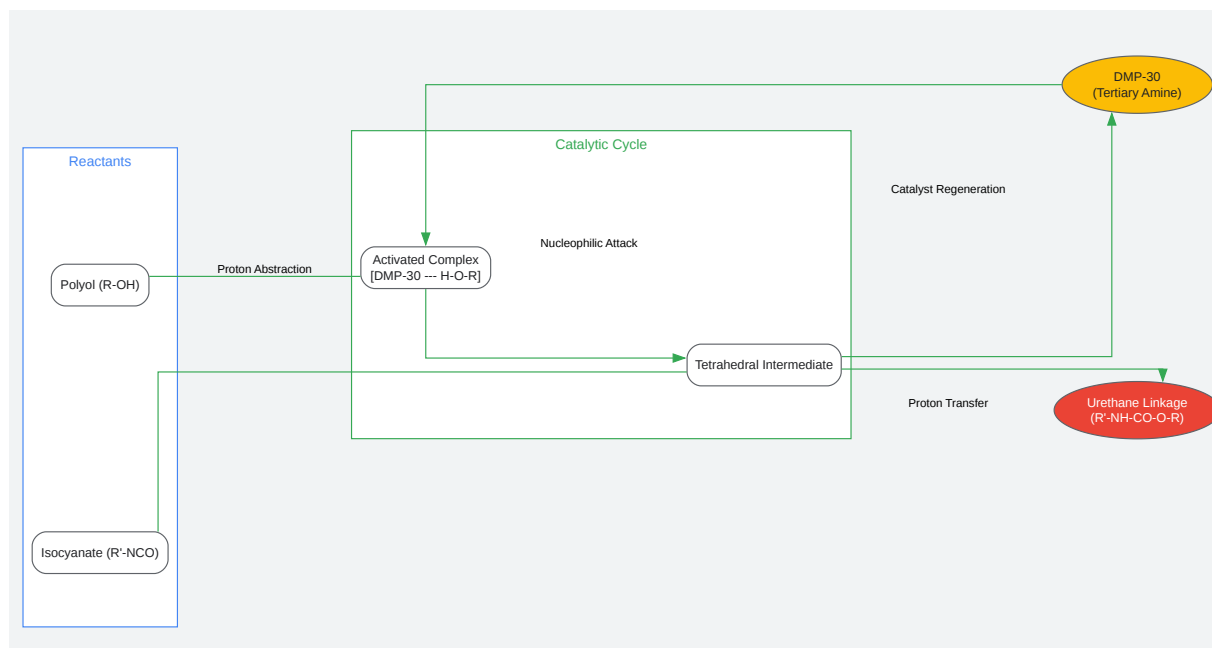 DMP-30
(Tertiary Amine)
Catalytic Cycle
Reactants
Catalyst Regeneration
Nucleophilic Attack
Activated Complex
[DMP-30 --- H-O-R]
Proton Abstraction
Polyol (R-OH)
Tetrahedral Intermediate
Proton Transfer
Urethane Linkage
(R'-NH-CO-O-R)
Isocyanate (R'-NCO)